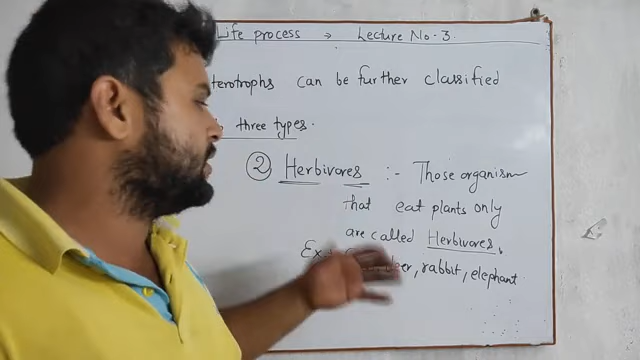 Life process → Lecture No-3.
terotrophs can be further classified
three types.
② Herbivores :- Those organism
that eat plants only
are called Herbivores.
Ex deer, rabbit, elephant